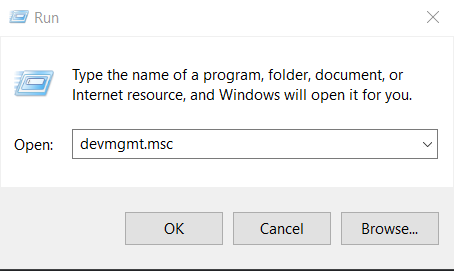 Run
Type the name of a program, folder, document, or
Internet resource, and Windows will open it for you.
Open: devmgmt.msc
OK Cancel Browse...